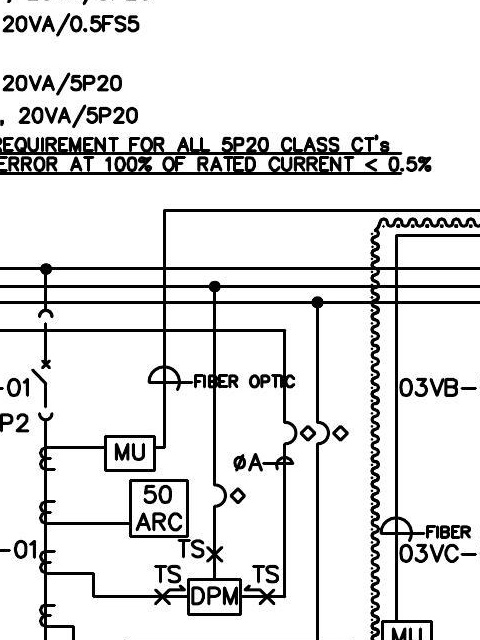 20VA/0.5FS5
20VA/5P20
, 20VA/5P20
REQUIREMENT FOR ALL 5P20 CLASS CT's
ERROR AT 100% OF RATED CURRENT < 0.5%
FIBER OPTIC
-01
03VB-
P2
MU
ØA
50
ARC
FIBER
TS
-01
03VC-
TS
TS
DPM
MU